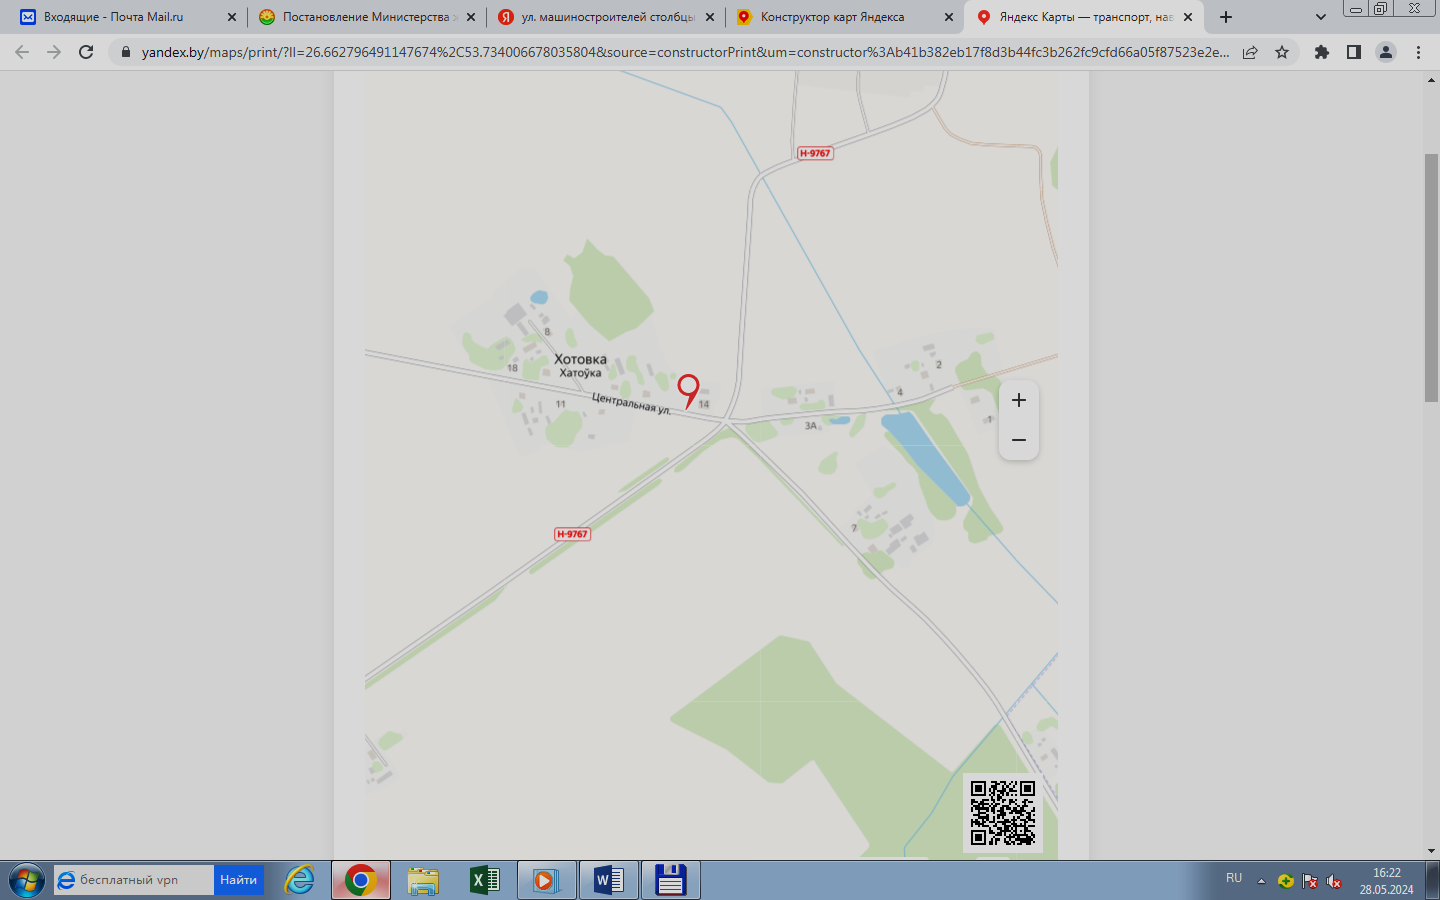 Входящие - Почта Mail.ru
Постановление Министерства
ул. машиностроителей столбцы
Конструктор карт Яндекса
Яндекс Карты — транспорт, нав
yandex.by/maps/print/?ll=26.662796491147674%2C53.734006678035804&source=constructorPrint&um=constructor%3Ab41b382eb17f8d3b44fc3b262fc9cfd66a05f87523e2e...
Н-9767
8
Хотовка
Хатоўка
18
2
4
11
Центральная ул.
14
3А
1
+
−
7
Н-9767
бесплатный vpn
Найти
RU
16:22
28.05.2024